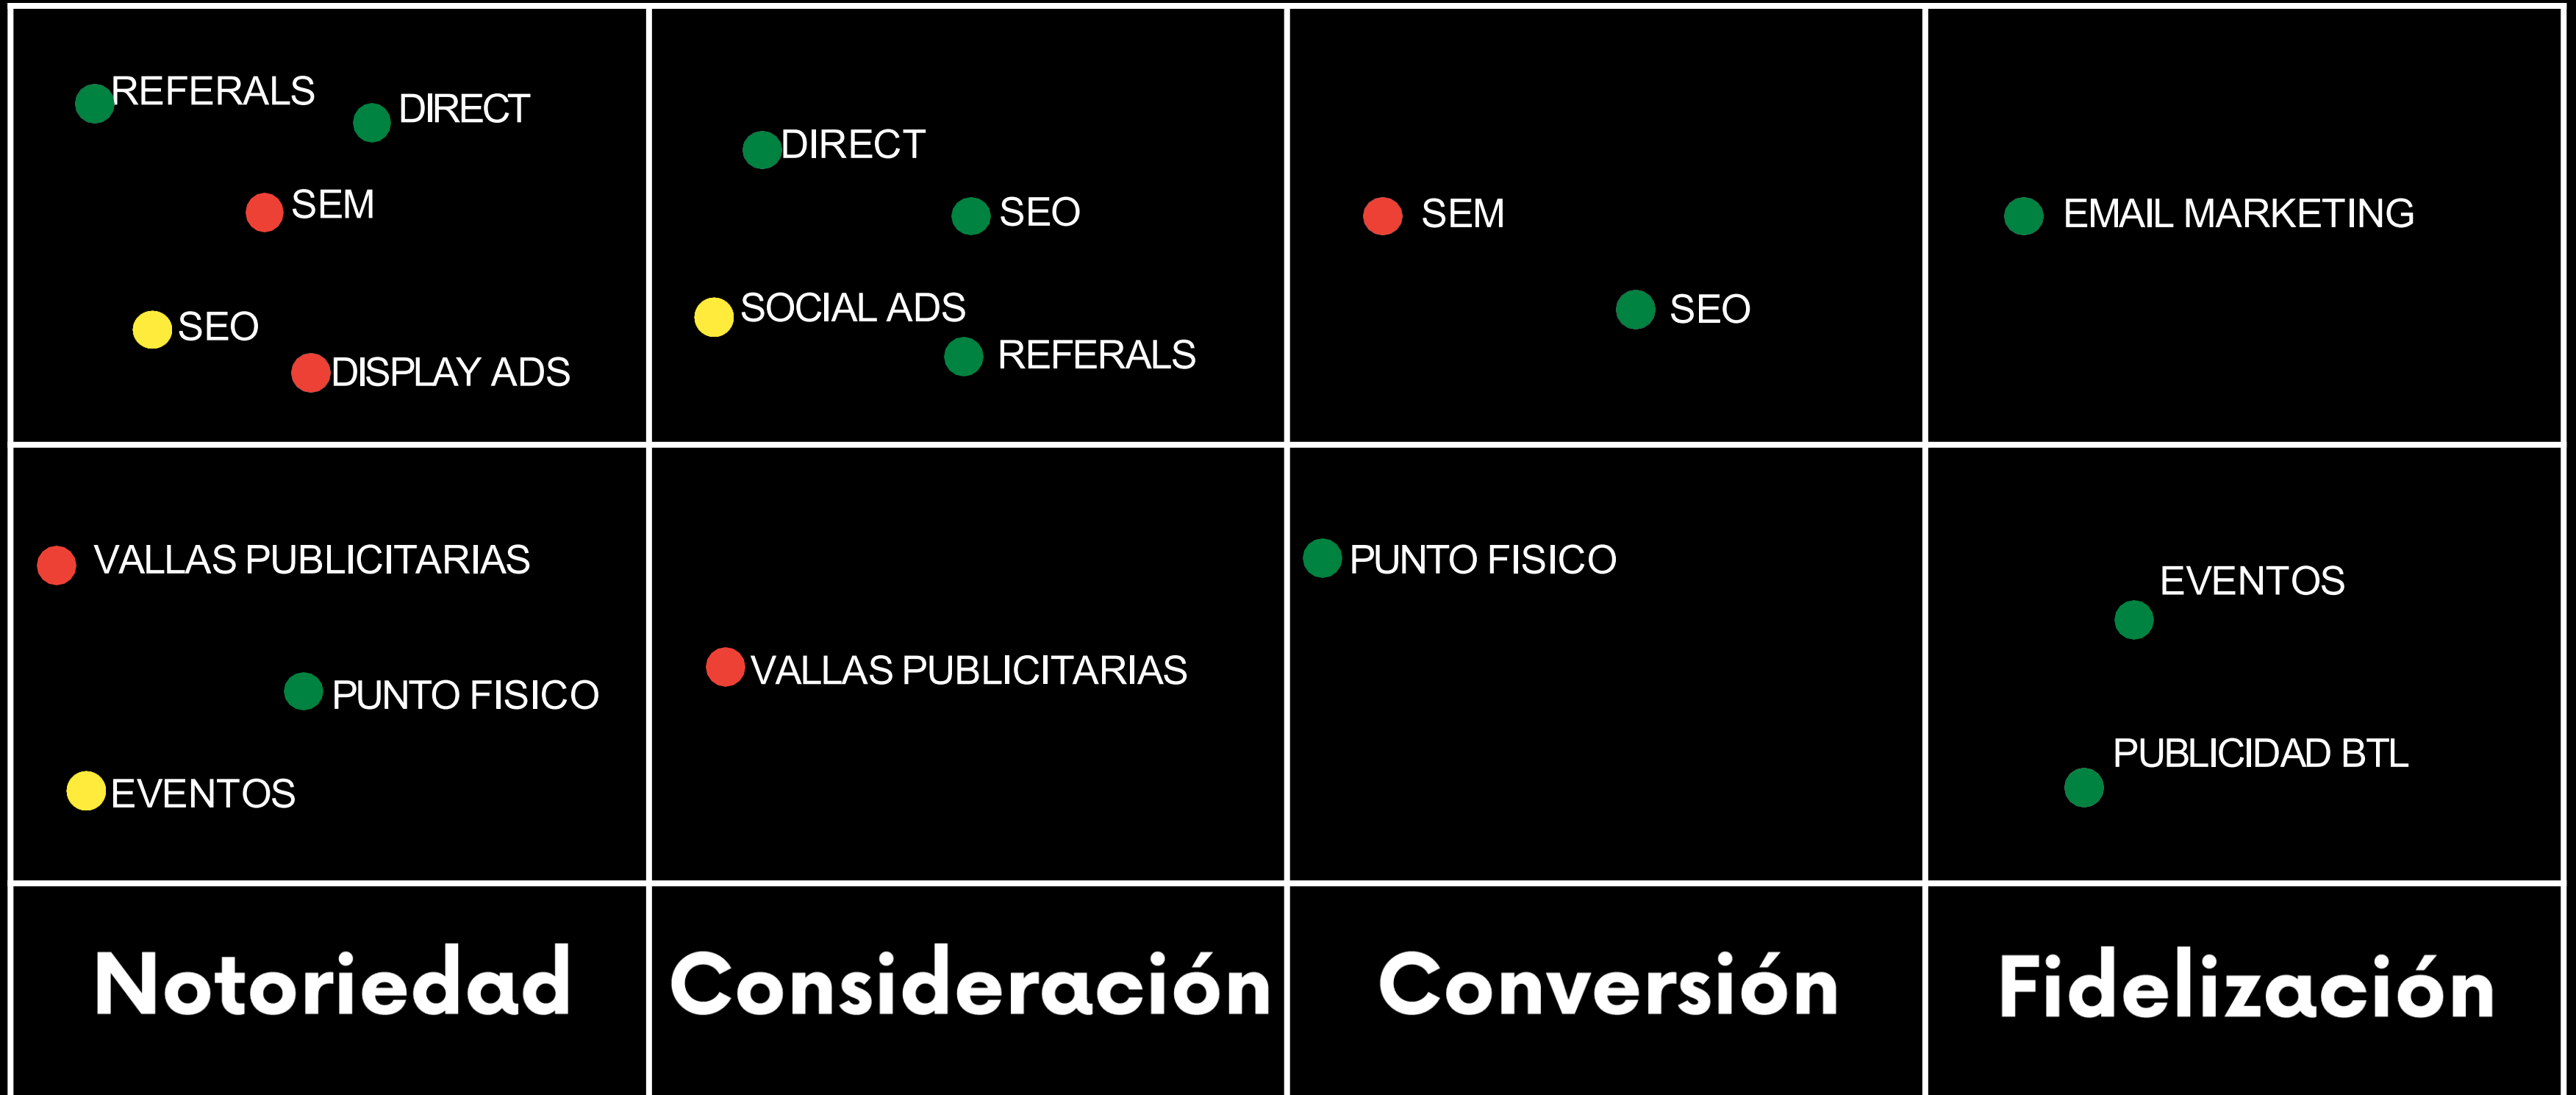 REFERALS
DIRECT
SEM
SEO
DISPLAY ADS
DIRECT
SEO
SOCIAL ADS
REFERALS
SEM
SEO
EMAIL MARKETING
VALLAS PUBLICITARIAS
PUNTO FISICO
EVENTOS
VALLAS PUBLICITARIAS
PUNTO FISICO
EVENTOS
PUBLICIDAD BTL
Notoriedad
Consideración
Conversión
Fidelización